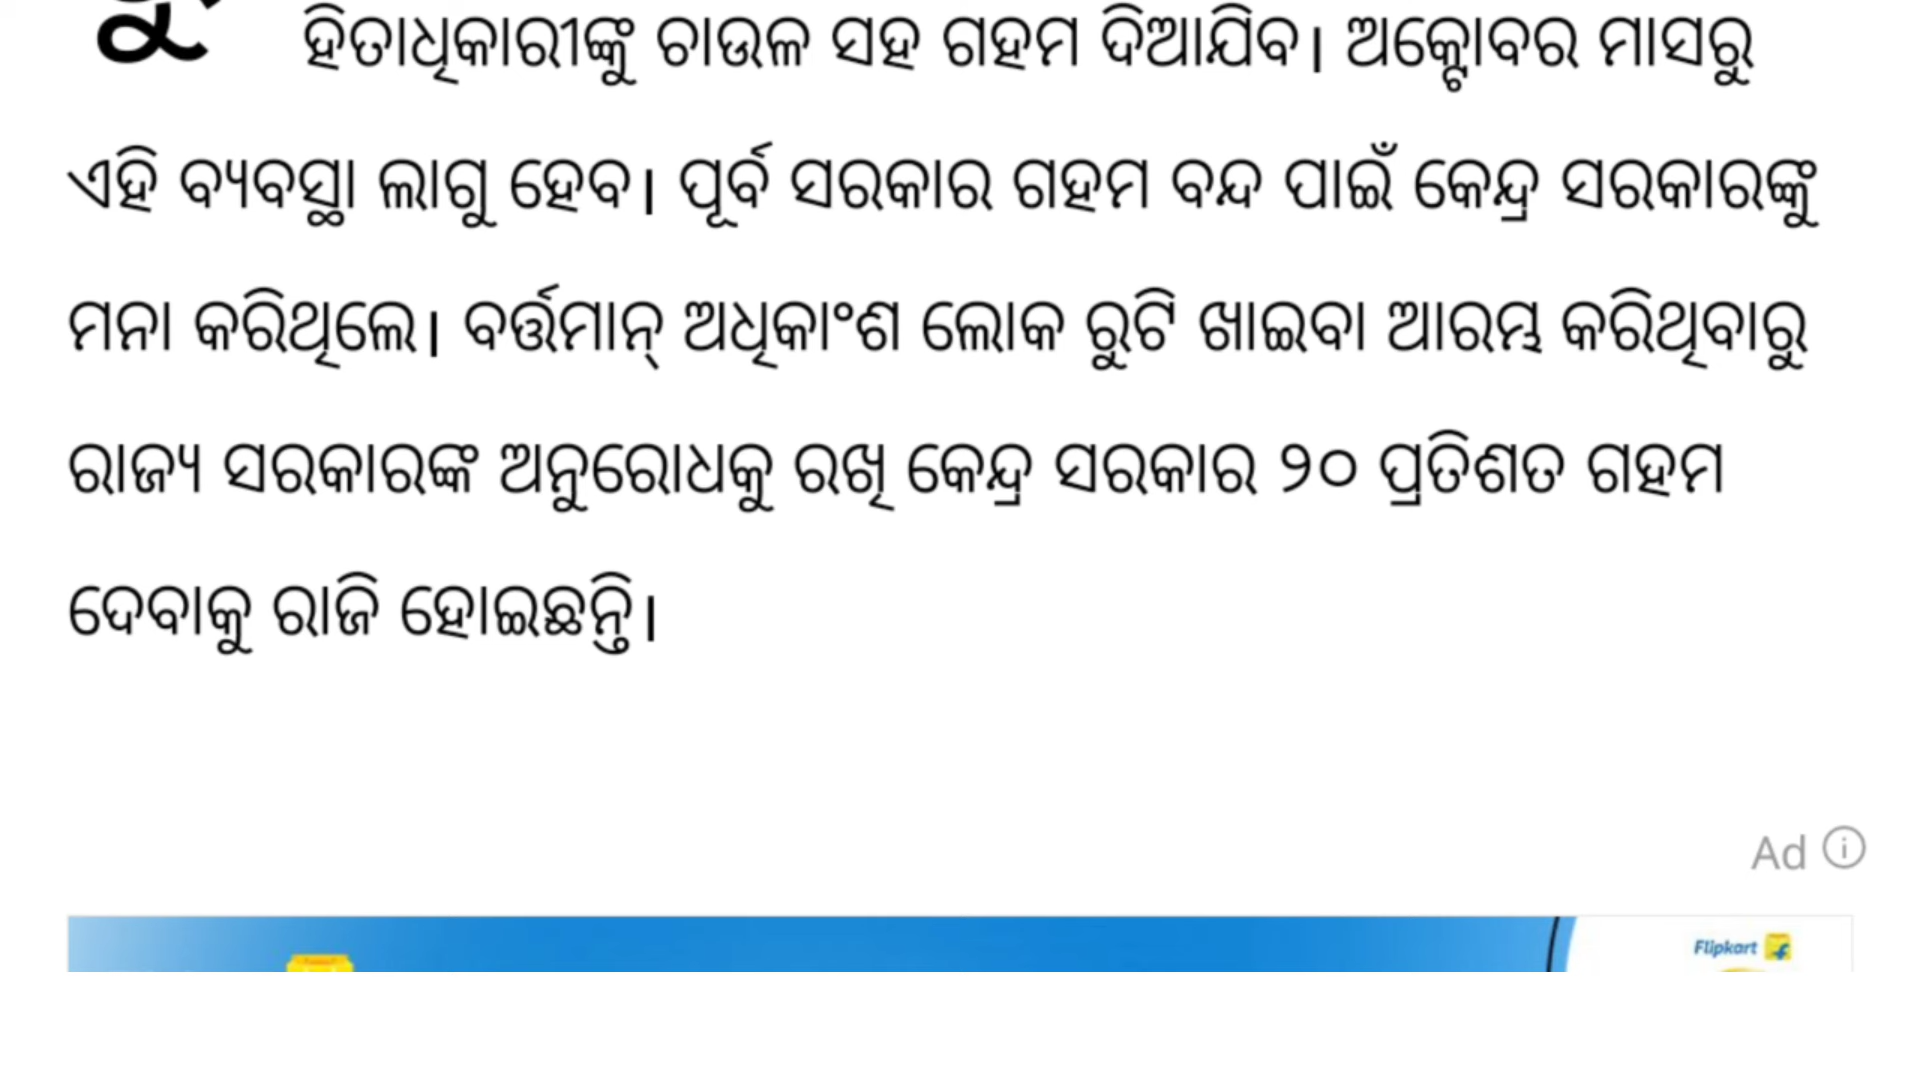 ହିତାଧିକାରୀଙ୍କୁ ଚାଉଳ ସହ ଗହମ ଦିଆଯିବ। ଅକ୍ଟୋବର ମାସରୁ
ଏହି ବ୍ୟବସ୍ଥା ଲାଗୁ ହେବ। ପୂର୍ବ ସରକାର ଗହମ ବନ୍ଦ ପାଇଁ କେନ୍ଦ୍ର ସରକାରଙ୍କୁ
ମନା କରିଥିଲେ। ବର୍ତ୍ତମାନ୍ ଅଧିକାଂଶ ଲୋକ ରୁଟି ଖାଇବା ଆରମ୍ଭ କରିଥିବାରୁ
ରାଜ୍ୟ ସରକାରଙ୍କ ଅନୁରୋଧକୁ ରଖି କେନ୍ଦ୍ର ସରକାର ୨୦ ପ୍ରତିଶତ ଗହମ
ଦେବାକୁ ରାଜି ହୋଇଛନ୍ତି।
Ad
Flipkart